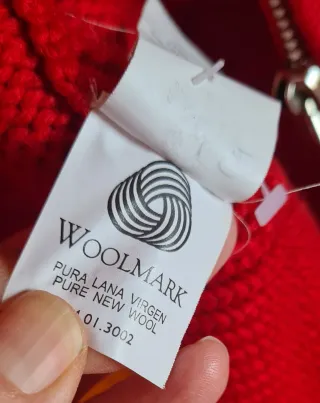 WOOLMARK
PURA LANA VIRGEN
PURE NEW WOOL
.01.3002